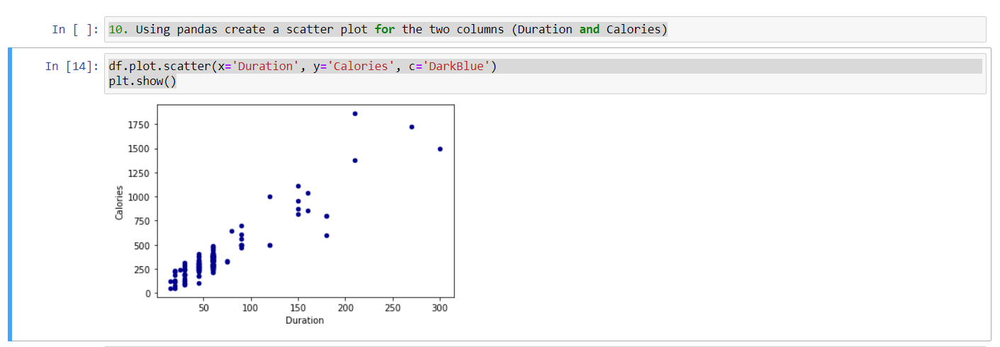 In [ ]: 10. Using pandas create a scatter plot for the two columns (Duration and Calories)
In [14]: df.plot.scatter(x='Duration', y='Calories', c='DarkBlue')
plt.show()
1750
1500
1250
1000
750
500
250
0
Calories
50 100 150 200 250 300
Duration